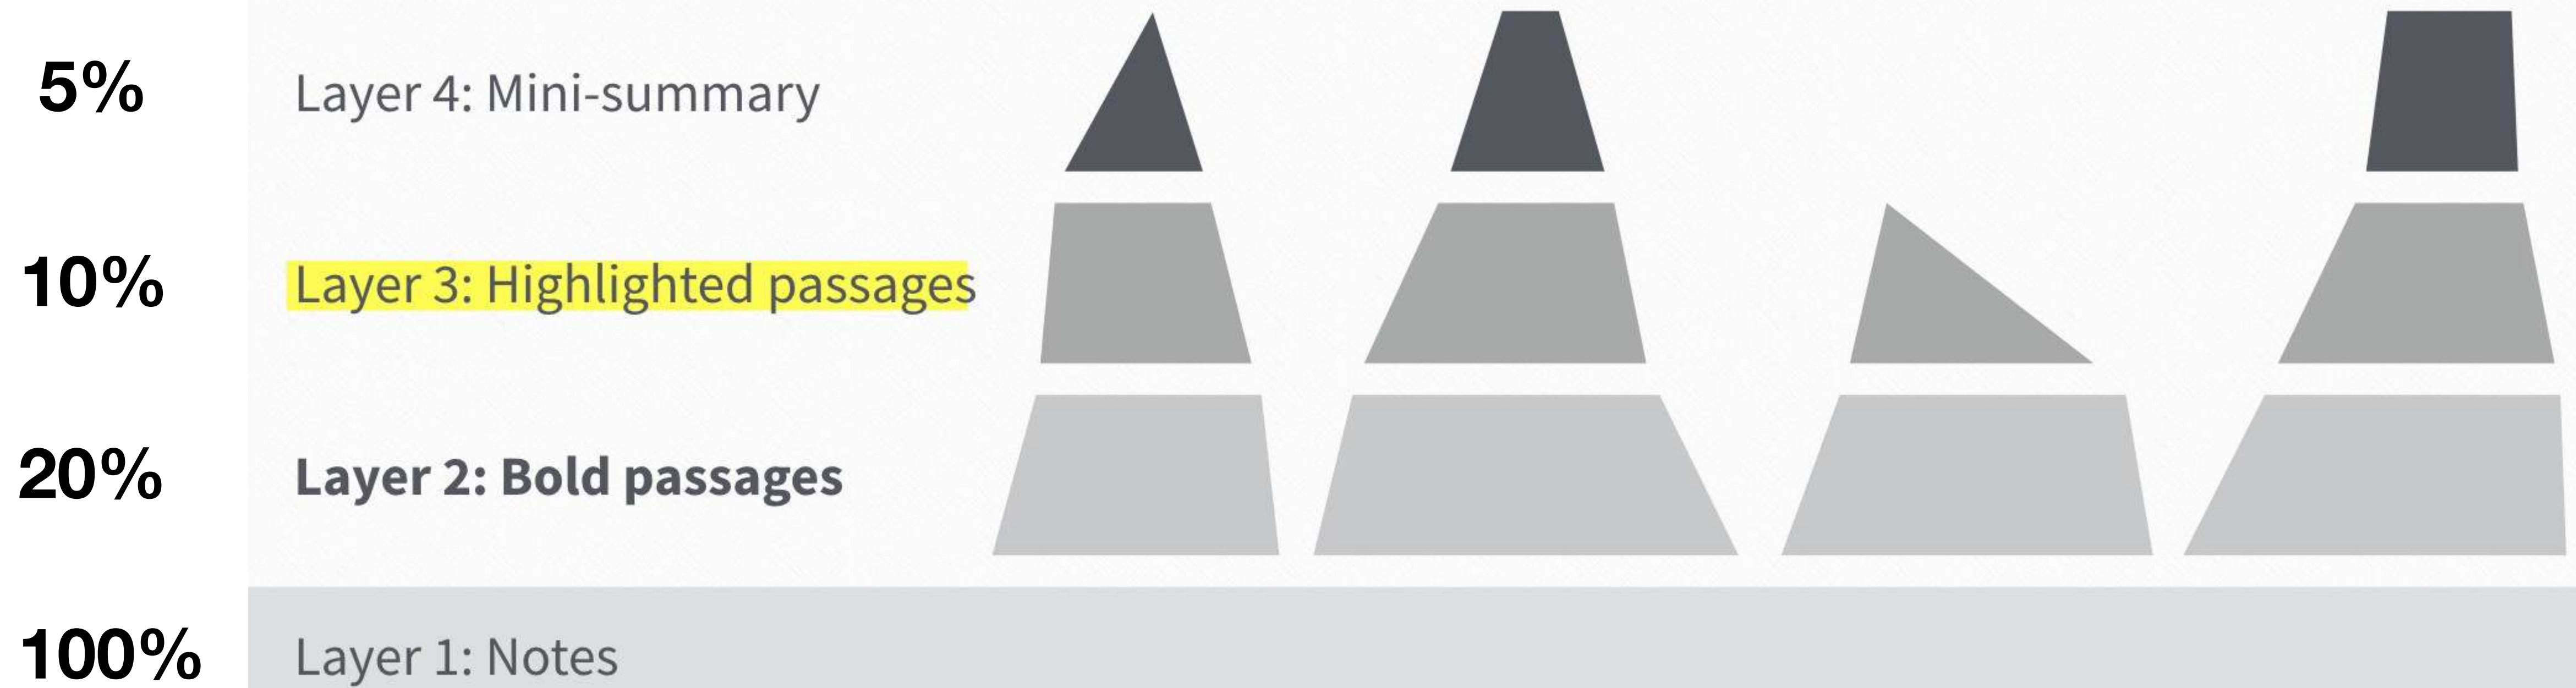 5% Layer 4: Mini-summary
10% Layer 3: Highlighted passages
20% Layer 2: Bold passages
100% Layer 1: Notes